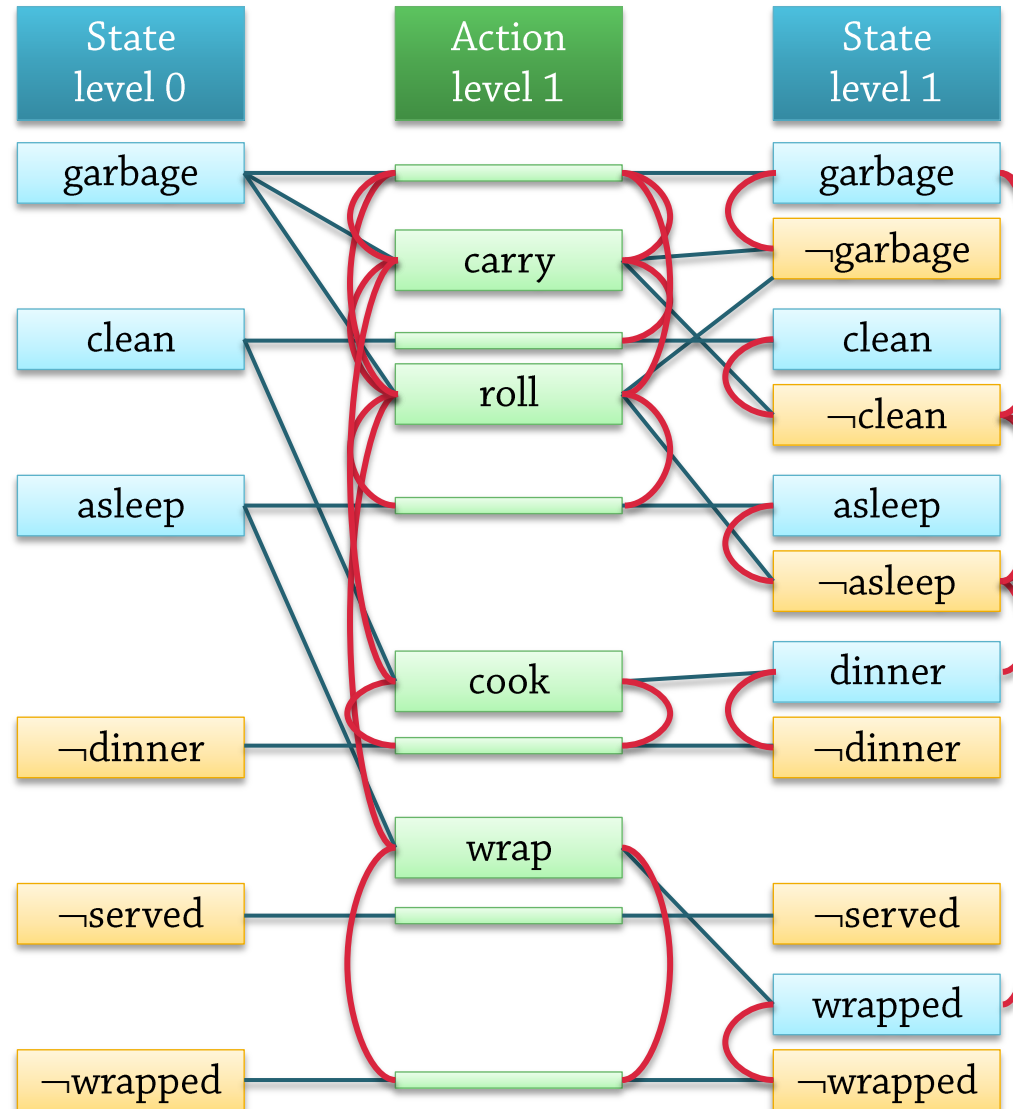 State
level 0
Action
level 1
State
level 1
garbage
garbage
carry
¬garbage
clean
clean
roll
¬clean
asleep
asleep
¬asleep
cook
dinner
¬dinner
¬dinner
wrap
¬served
¬served
wrapped
¬wrapped
¬wrapped